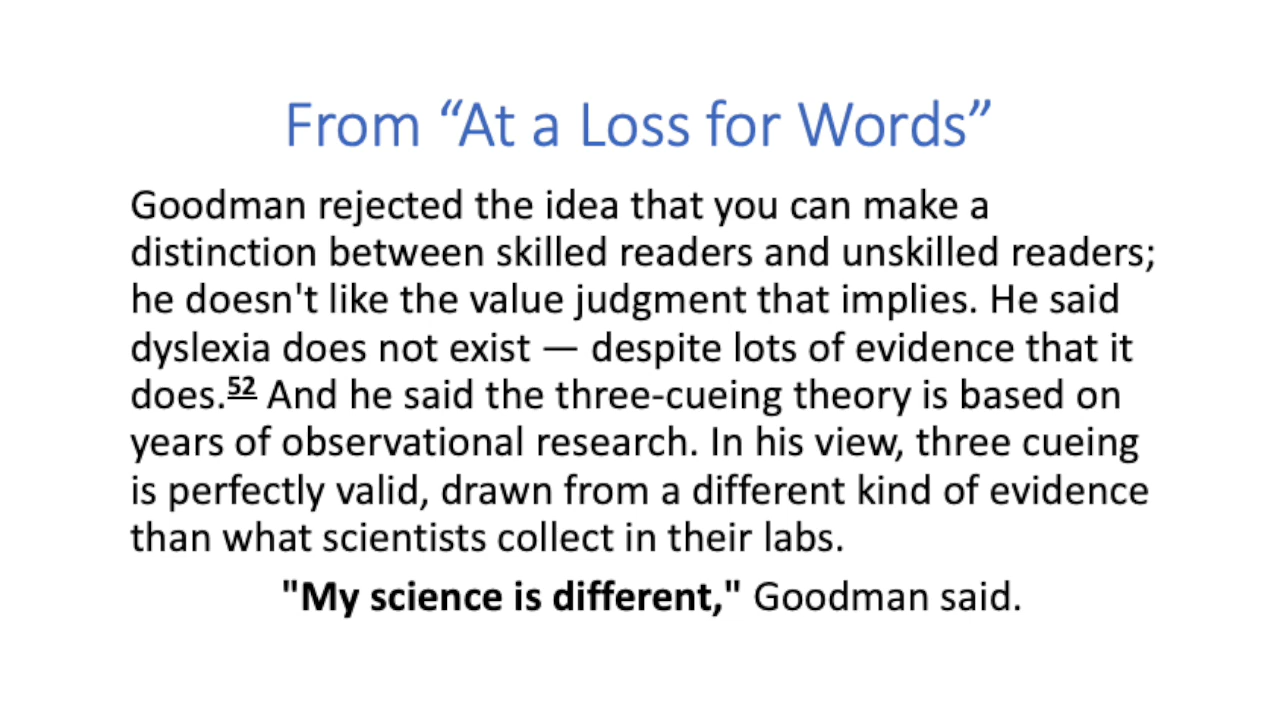 From “At a Loss for Words”
Goodman rejected the idea that you can make a
distinction between skilled readers and unskilled readers;
he doesn't like the value judgment that implies. He said
dyslexia does not exist — despite lots of evidence that it
does.52 And he said the three-cueing theory is based on
years of observational research. In his view, three cueing
is perfectly valid, drawn from a different kind of evidence
than what scientists collect in their labs.
"My science is different," Goodman said.